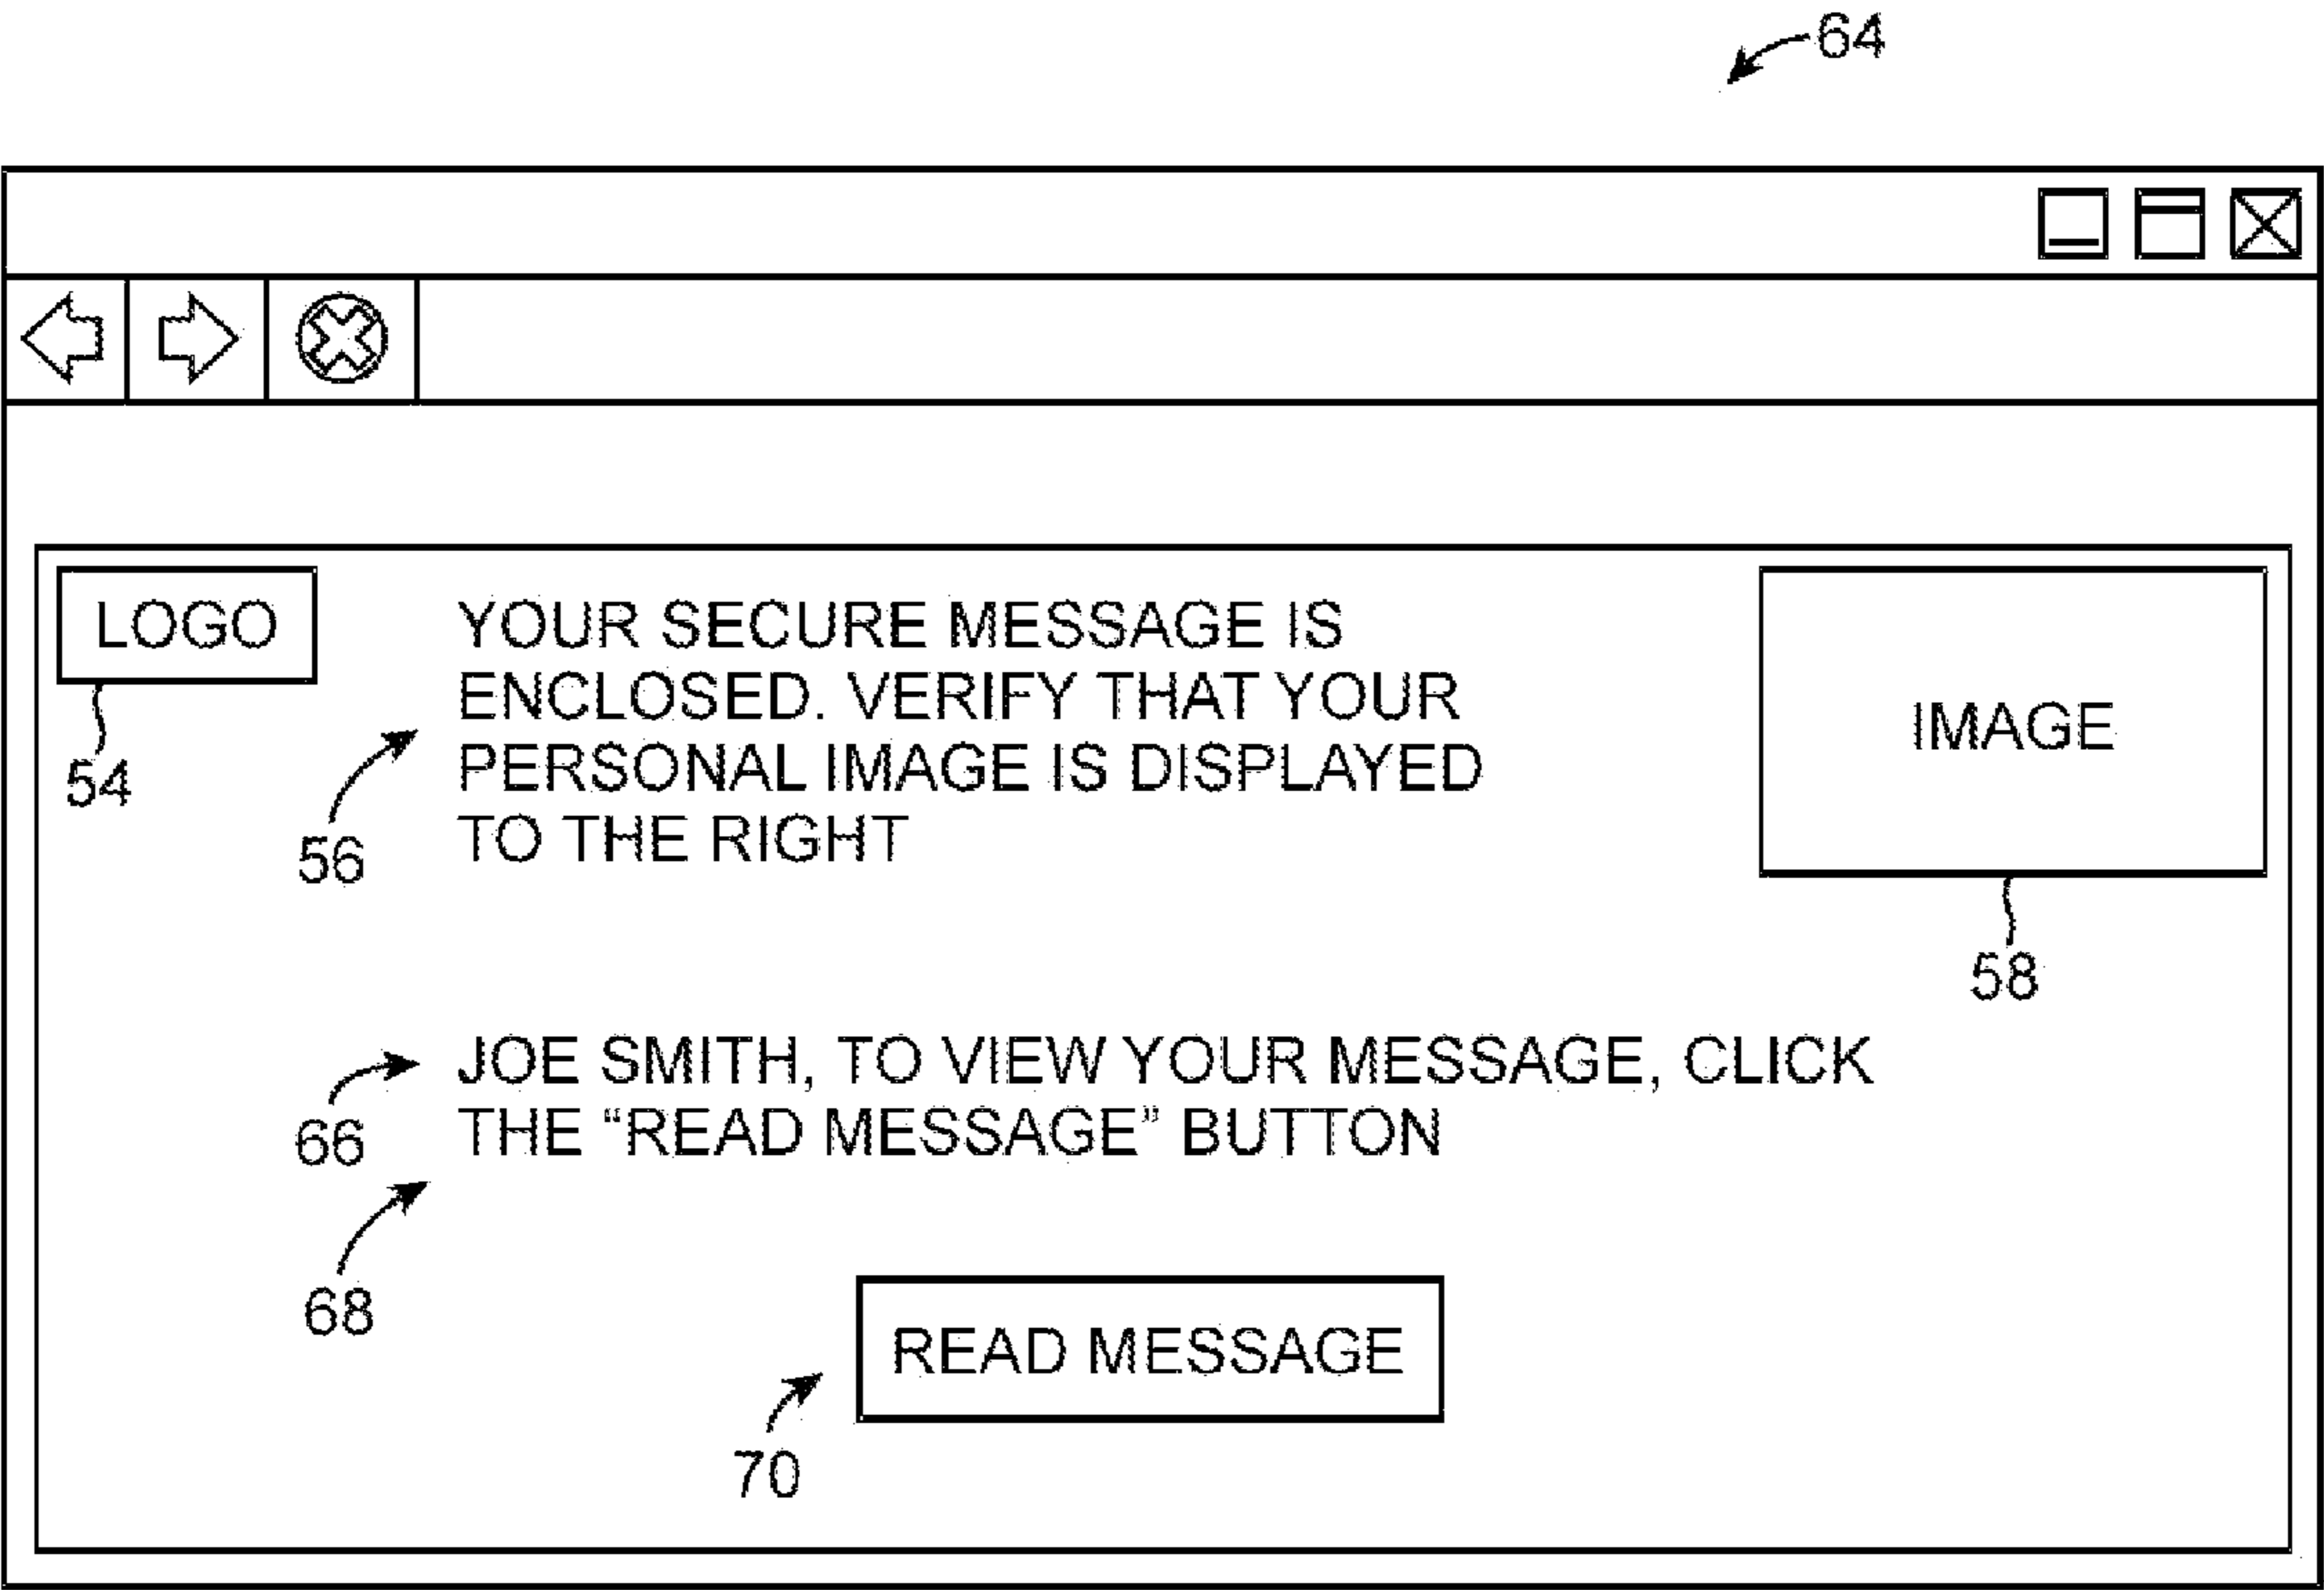 64
LOGO
54
YOUR SECURE MESSAGE IS
ENCLOSED. VERIFY THAT YOUR
PERSONAL IMAGE IS DISPLAYED
TO THE RIGHT
56
IMAGE
58
JOE SMITH, TO VIEW YOUR MESSAGE, CLICK
THE “READ MESSAGE” BUTTON
66
68
READ MESSAGE
70